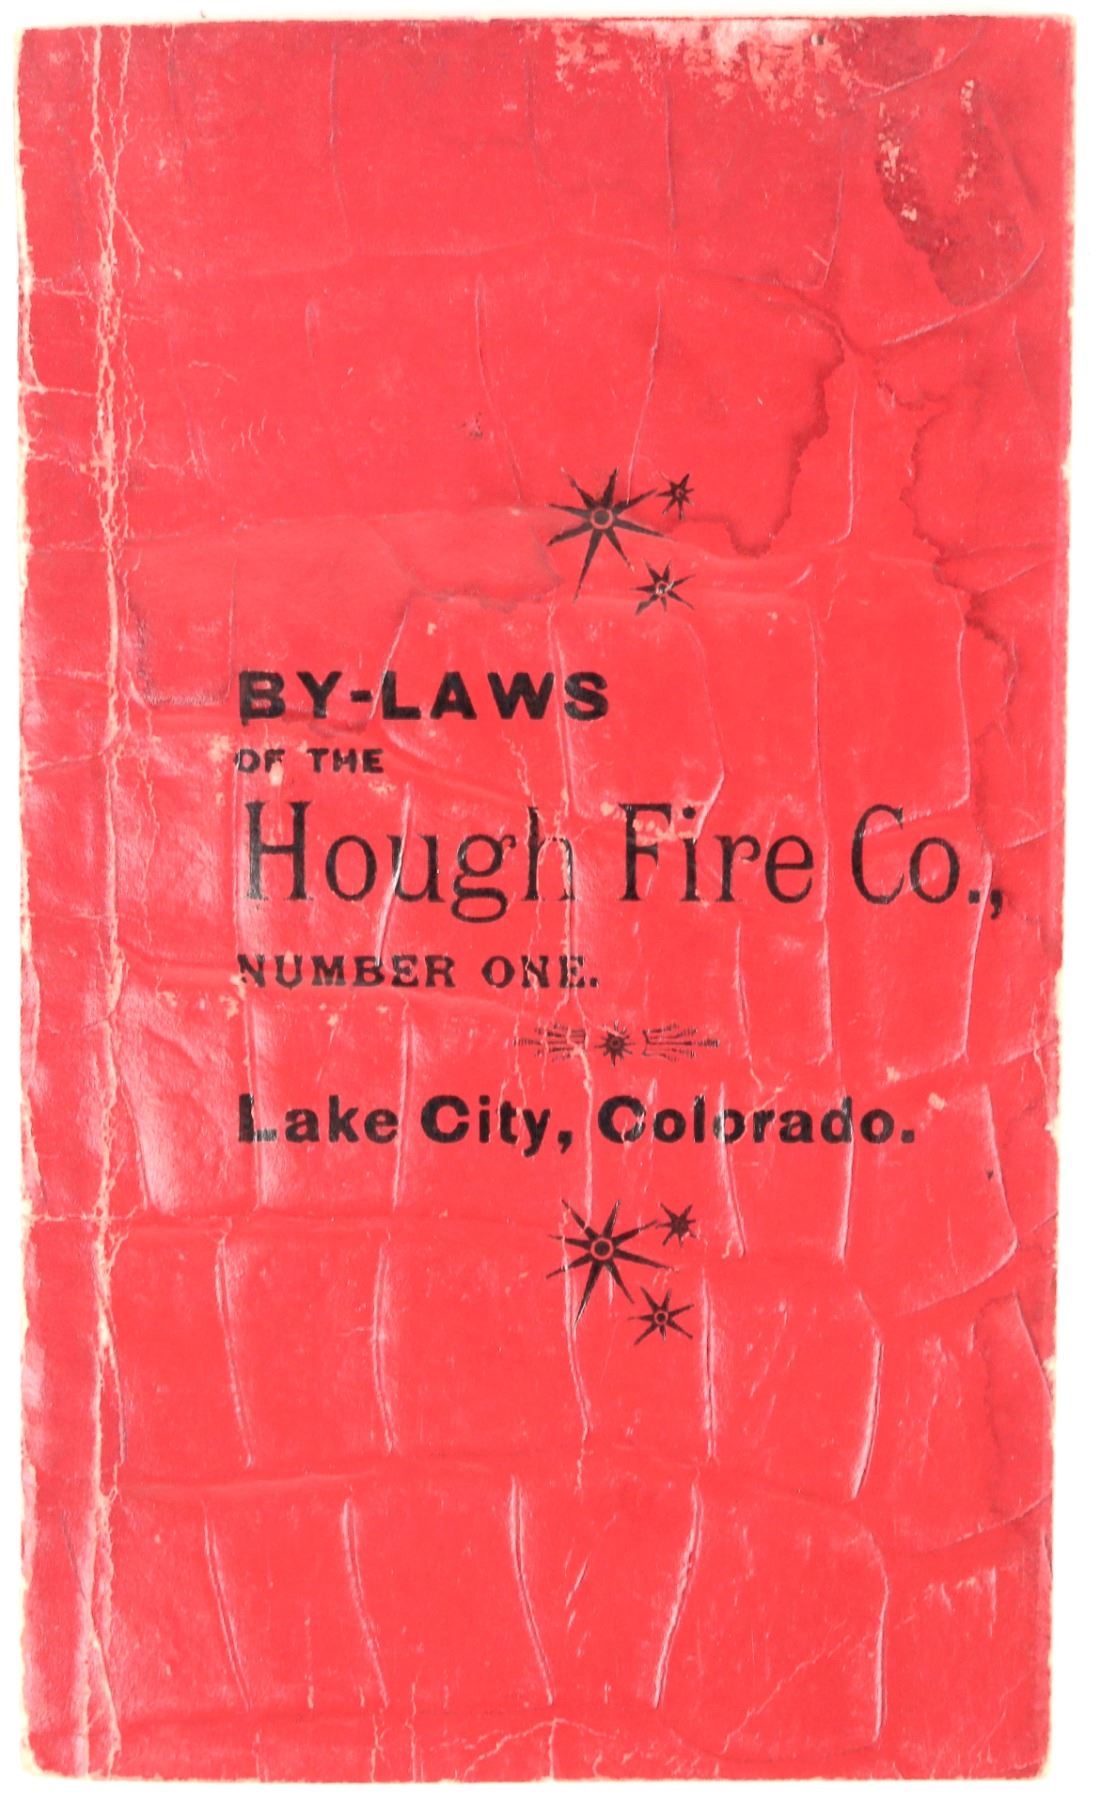 BY-LAWS
OF THE
Hough Fire Co.,
NUMBER ONE.
Lake City, Colorado.